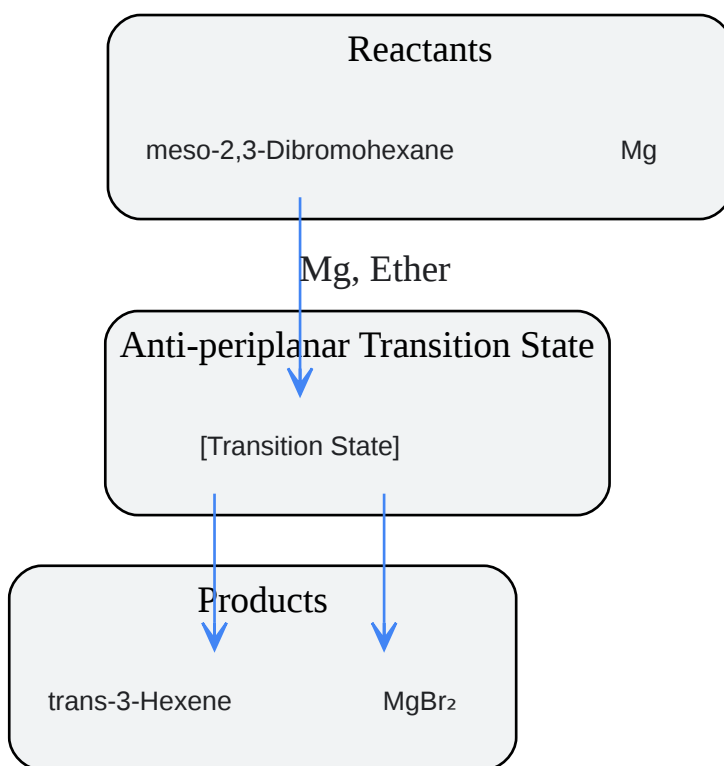 Reactants
meso-2,3-Dibromohexane Mg
Mg, Ether
Anti-periplanar Transition State
[Transition State]
Products
trans-3-Hexene MgBr₂